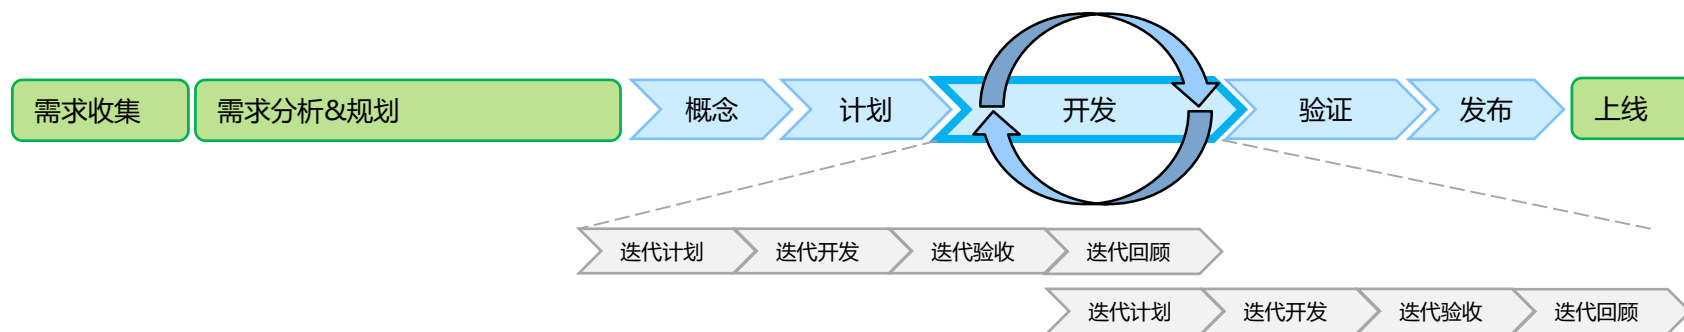 需求收集
需求分析&规划
概念
计划
开发
验证
发布
上线
迭代计划
迭代开发
迭代验收
迭代回顾
迭代计划
迭代开发
迭代验收
迭代回顾